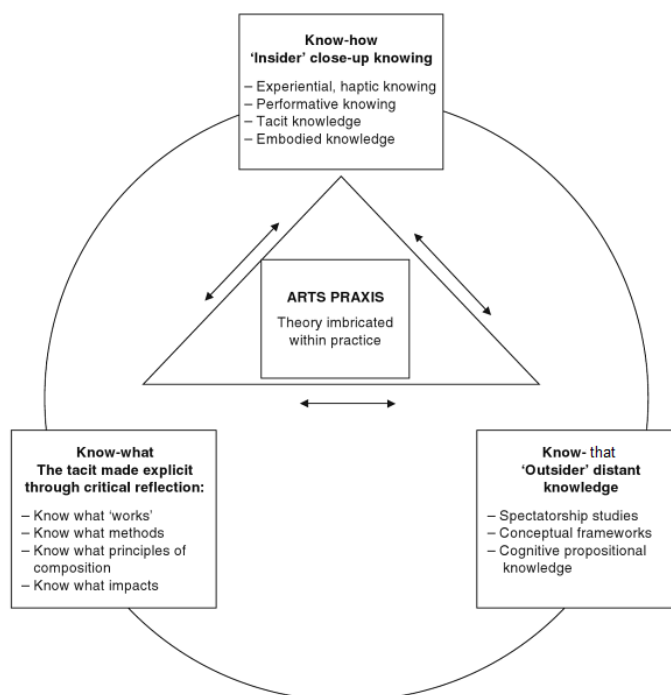 Know-how
‘Insider’ close-up knowing
– Experiential, haptic knowing
– Performative knowing
– Tacit knowledge
– Embodied knowledge
ARTS PRAXIS
Theory imbricated
within practice
Know-what
The tacit made explicit
through critical reflection:
– Know what ‘works’
– Know what methods
– Know what principles of
composition
– Know what impacts
Know- that
‘Outsider’ distant
knowledge
– Spectatorship studies
– Conceptual frameworks
– Cognitive propositional
knowledge